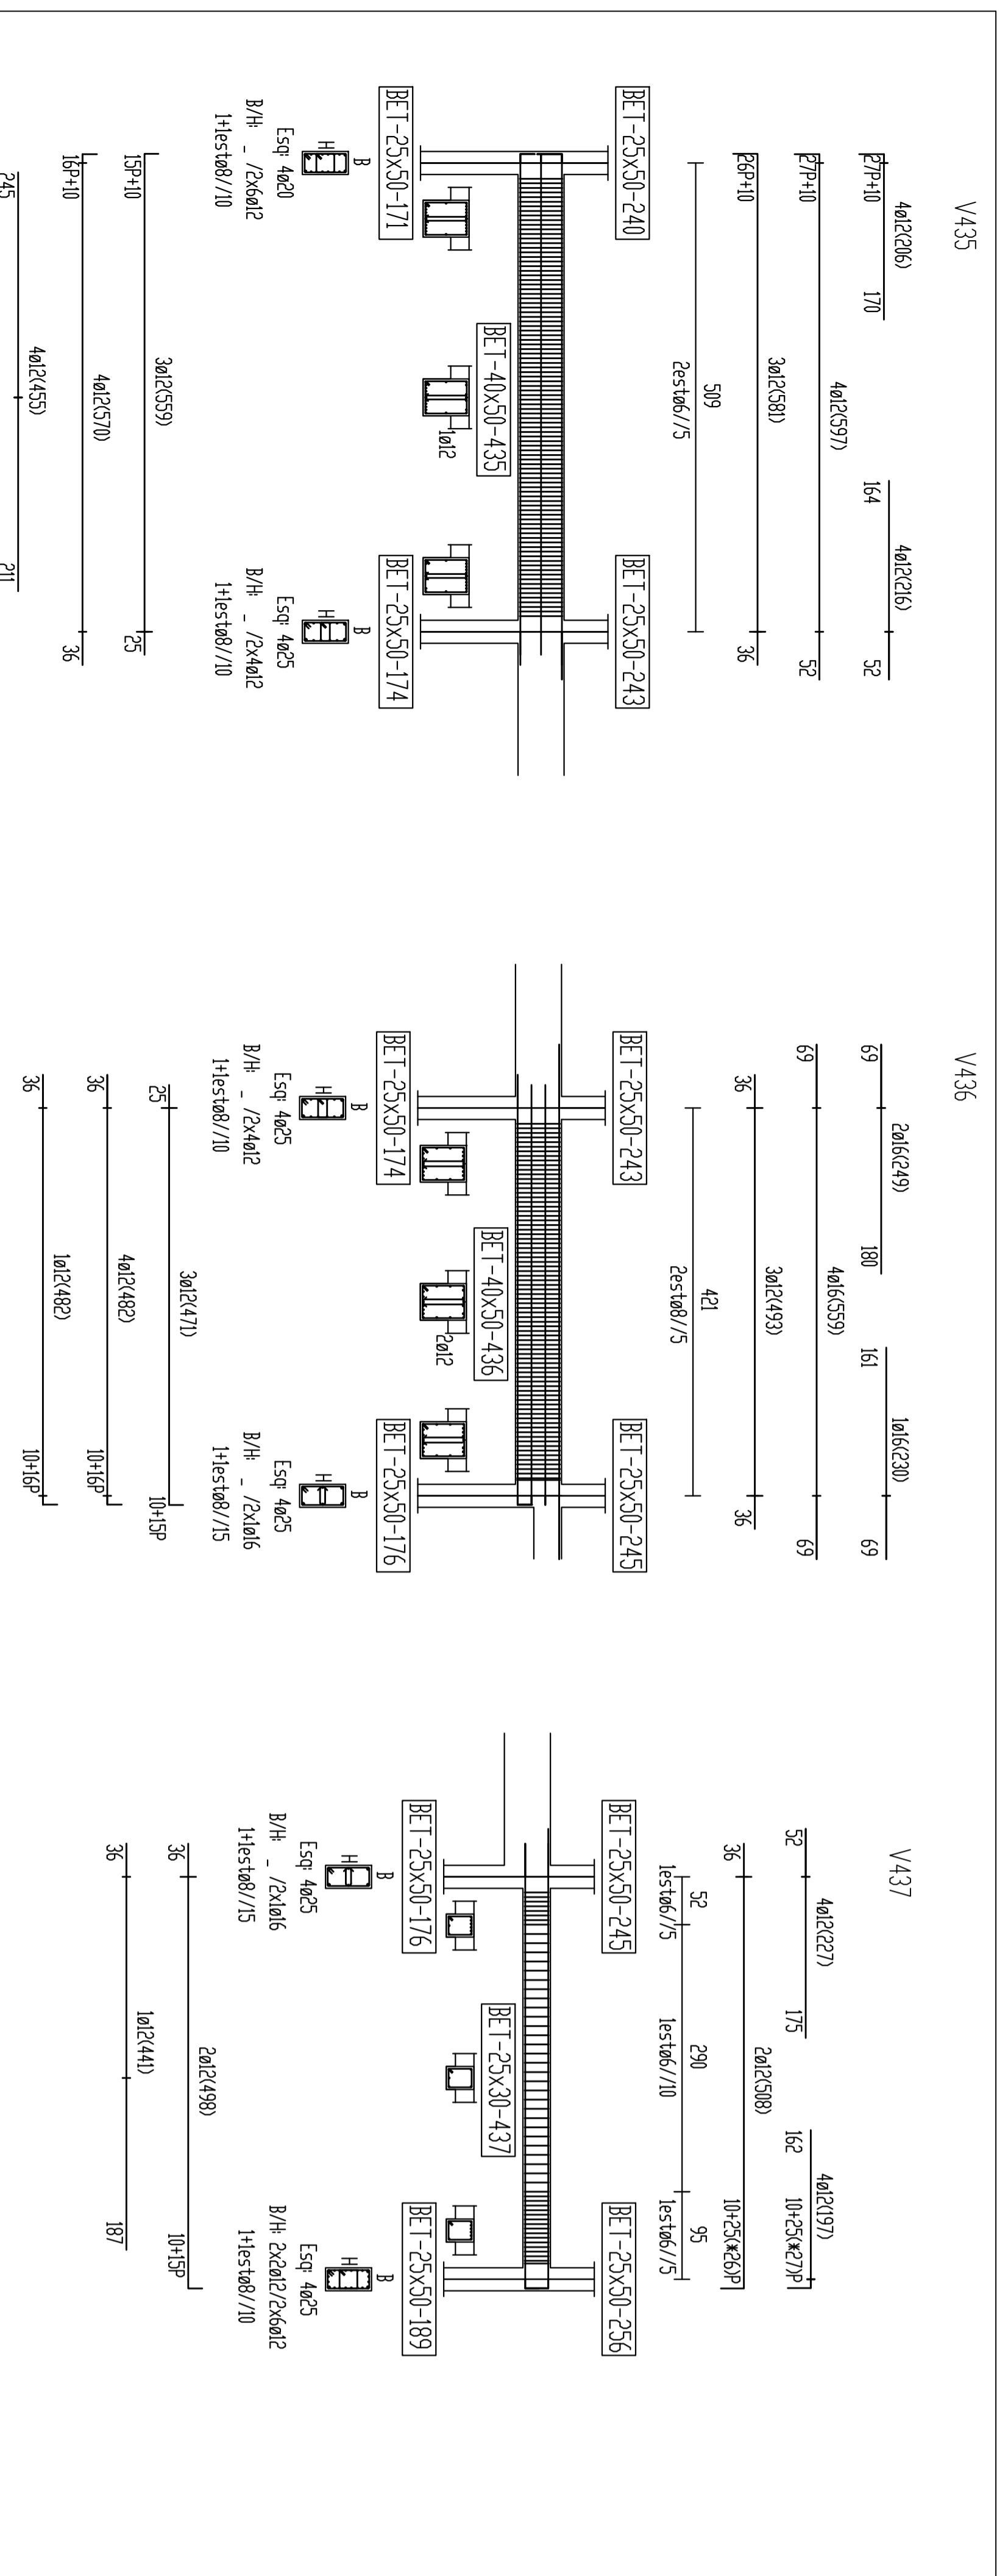 V435
4ø12(206)
27P+10
170
4ø12(216)
164
52
4ø12(597)
27P+10
52
3ø12(581)
26P+10
36
509
2estø6//5
BET-25x50-240
BET-25x50-243
BET-40x50-435
1ø12
BET-25x50-171
BET-25x50-174
B
H
Esq: 4ø20
B/H: _ /2x6ø12
1+1estø8//10
B
H
Esq: 4ø25
B/H: _ /2x4ø12
1+1estø8//10
3ø12(559)
15P+10
25
4ø12(570)
16P+10
36
4ø12(455)
245
211
V436
2ø16(249)
69
180
1ø16(230)
161
69
4ø16(559)
69
69
3ø12(493)
36
36
421
2estø8//5
BET-25x50-243
BET-25x50-245
BET-40x50-436
2ø12
BET-25x50-174
BET-25x50-176
B
H
Esq: 4ø25
B/H: _ /2x4ø12
1+1estø8//10
B
H
Esq: 4ø25
B/H: _ /2x1ø16
1+1estø8//15
3ø12(471)
25
10+15P
4ø12(482)
36
10+16P
1ø12(482)
36
10+16P
V437
4ø12(227)
52
175
4ø12(197)
162
10+25(*27)P
2ø12(508)
36
10+25(*26)P
52
290
95
1estø6//5
1estø6//10
1estø6//5
BET-25x50-245
BET-25x50-256
BET-25x30-437
BET-25x50-176
BET-25x50-189
B
H
Esq: 4ø25
B/H: _ /2x1ø16
1+1estø8//15
B
H
Esq: 4ø25
B/H: 2x2ø12/2x6ø12
1+1estø8//10
2ø12(498)
36
10+15P
1ø12(441)
36
187